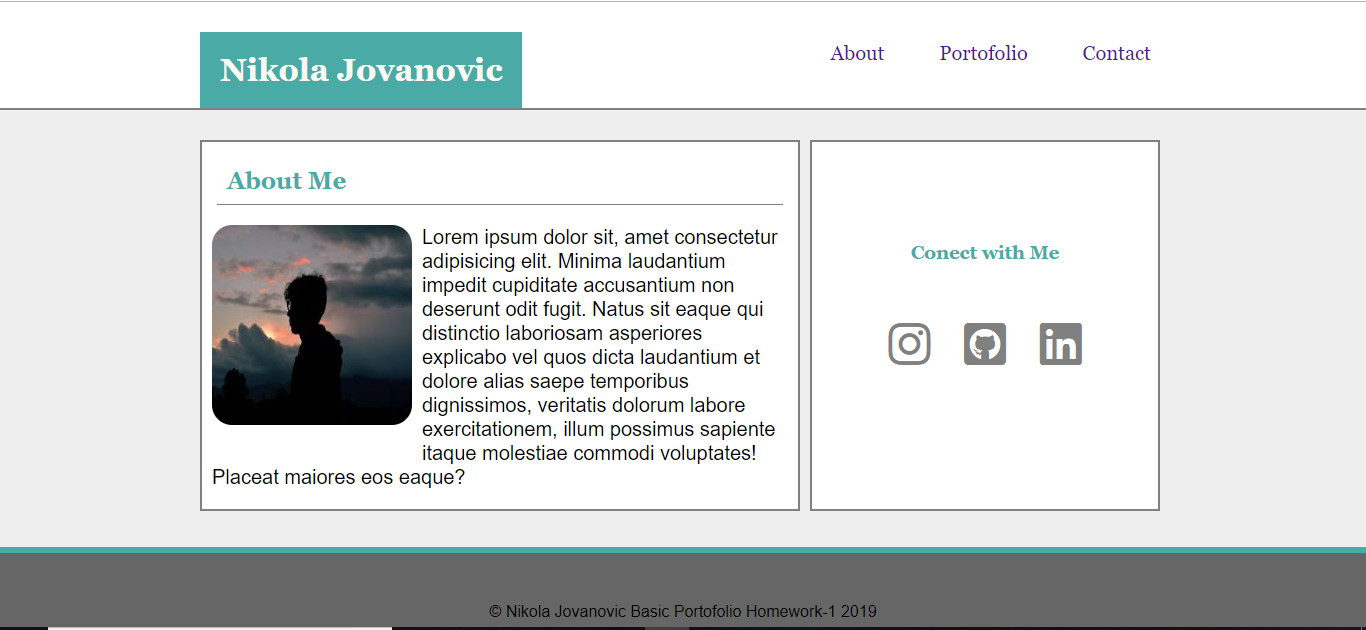 Nikola Jovanovic
About Portofolio Contact
About Me
Lorem ipsum dolor sit, amet consectetur
adipisicing elit. Minima laudantium
impedit cupiditate accusantium non
deserunt odit fugit. Natus sit eaque qui
distinctio laboriosam asperiores
explicabo vel quos dicta laudantium et
dolore alias saepe temporibus
dignissimos, veritatis dolorum labore
exercitationem, illum possimus sapiente
itaque molestiae commodi voluptates!
Placeat maiores eos eaque?
Conect with Me
in
© Nikola Jovanovic Basic Portofolio Homework-1 2019